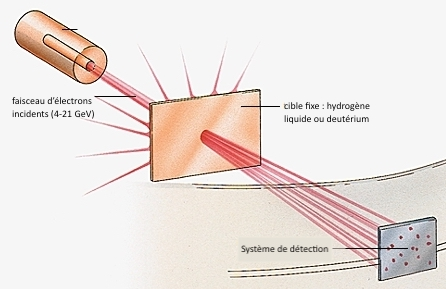 faisceau d'électrons
incidents (4-21 GeV)
cible fixe : hydrogène
liquide ou deutérium
Système de détection